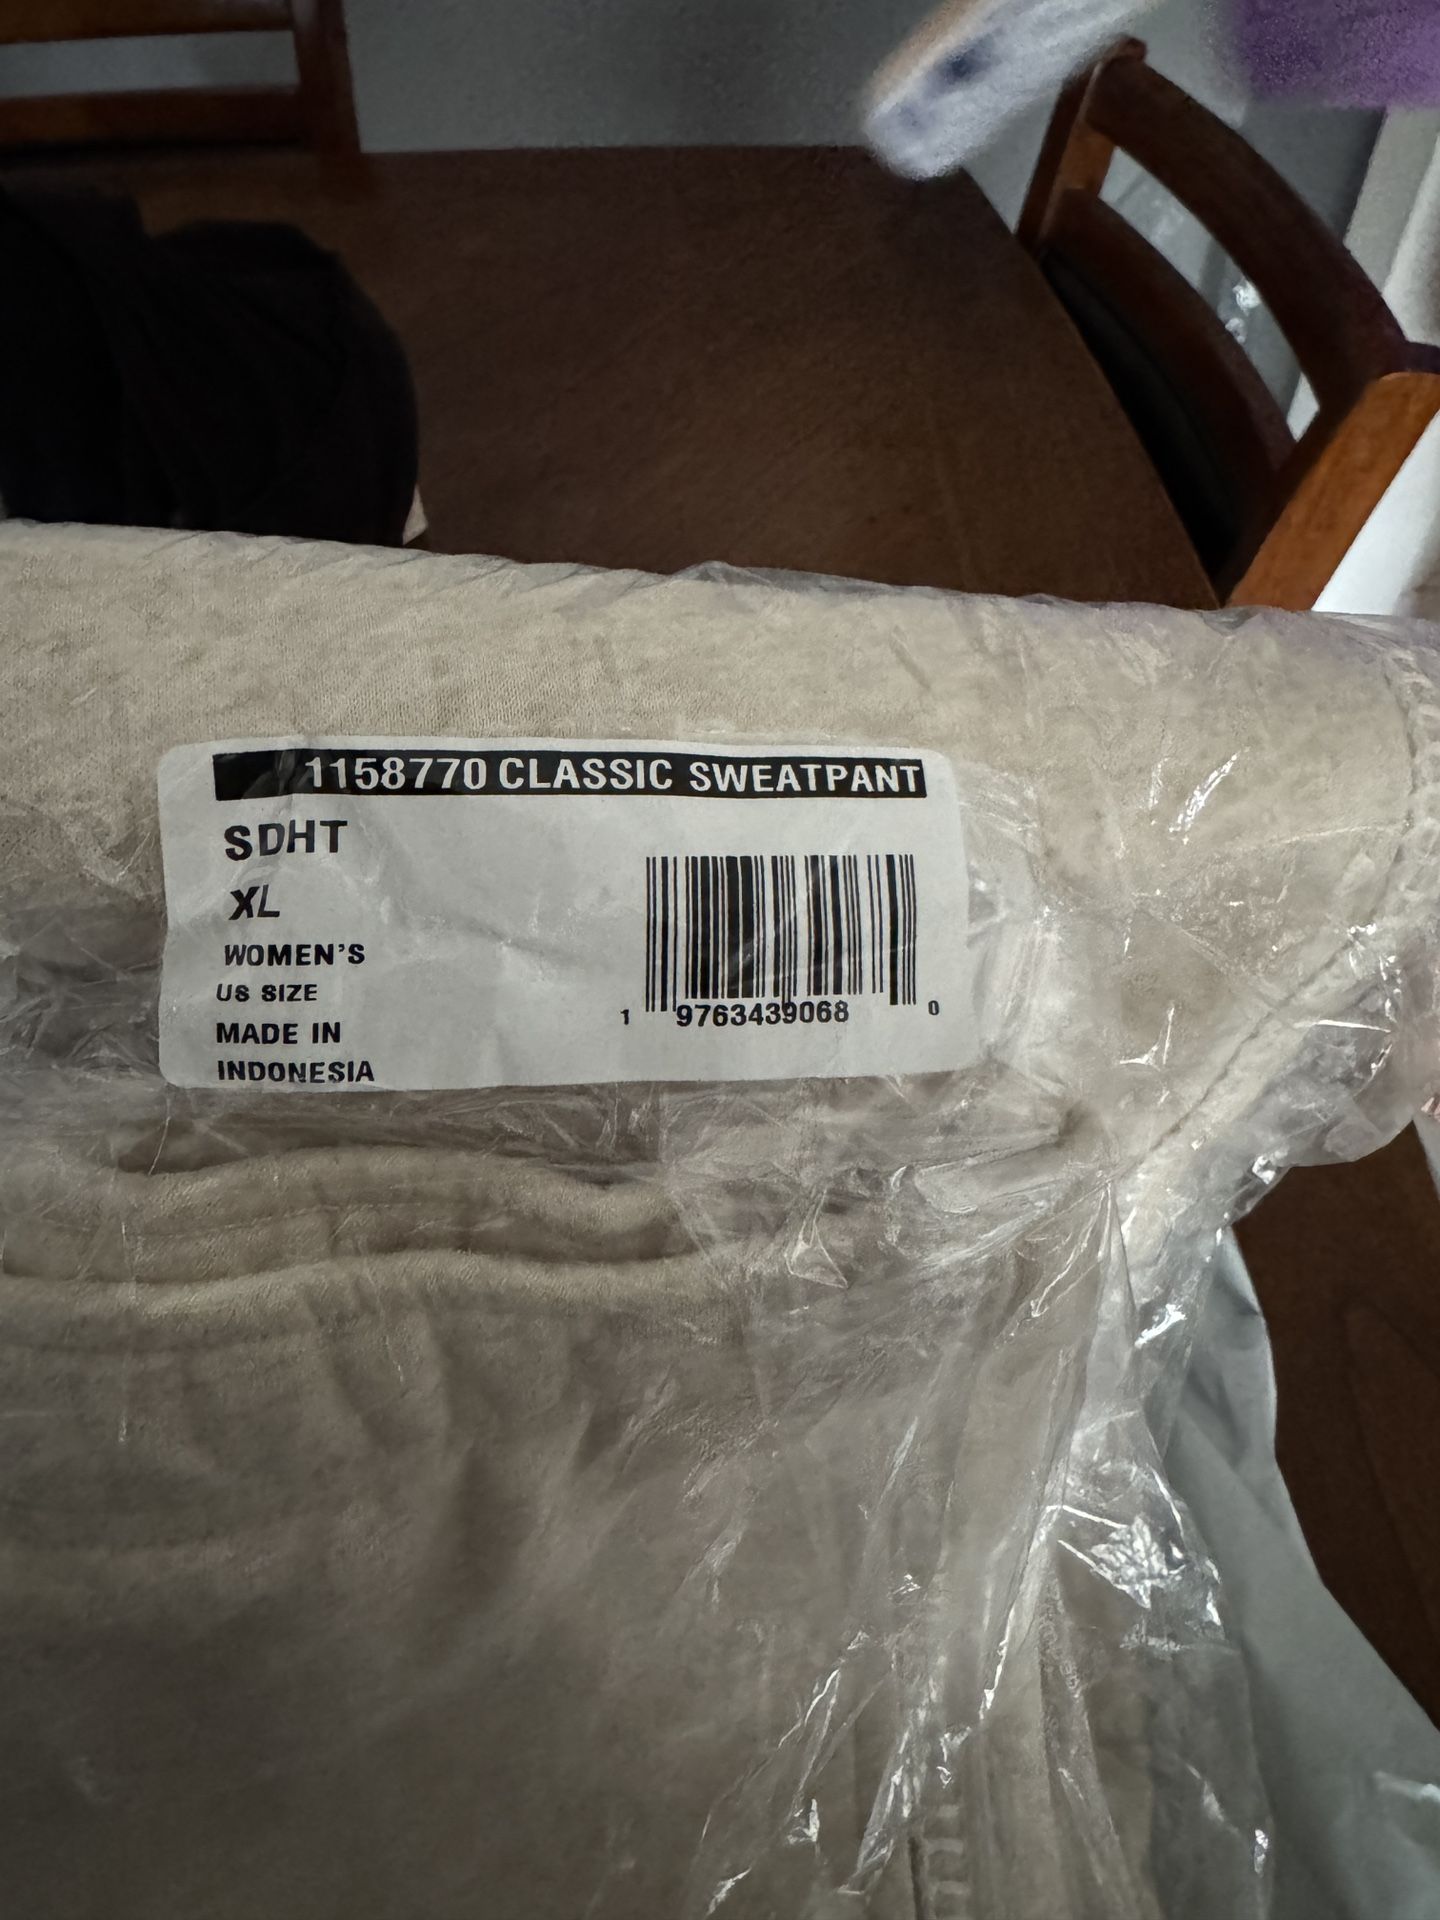 1158770 CLASSIC SWEATPANT
SDHT
XL
WOMEN'S
US SIZE
MADE IN
INDONESIA
1 9763439068 0